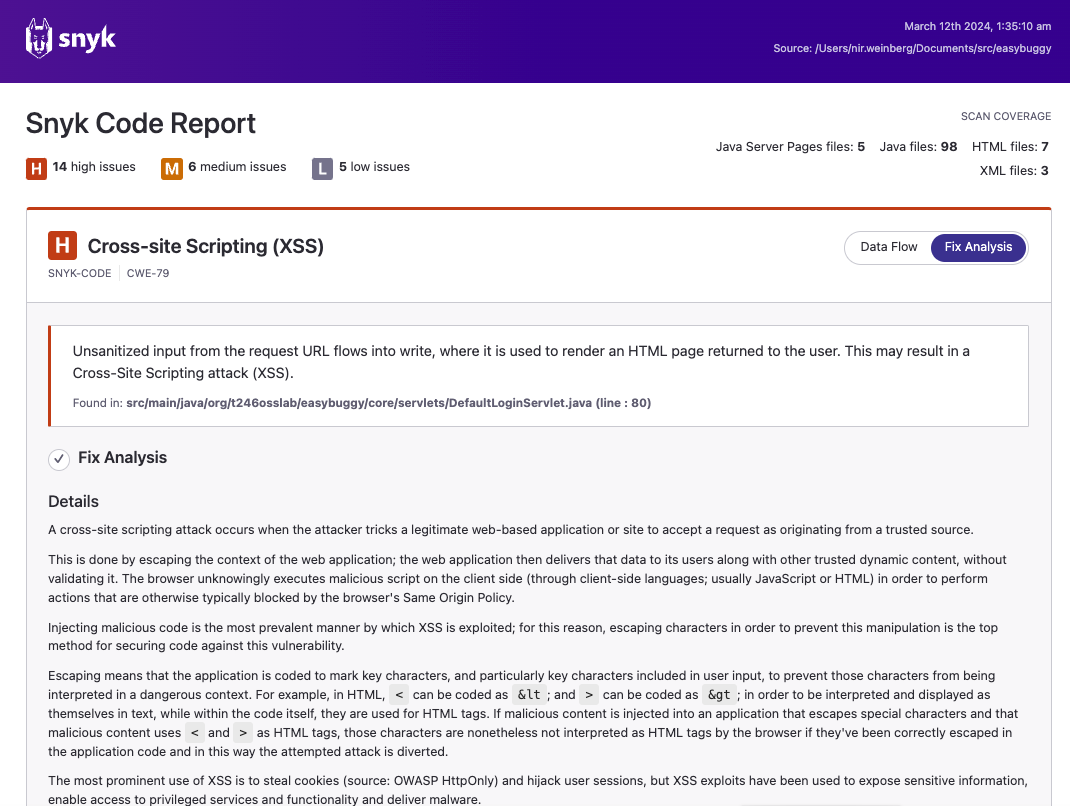 snyk
March 12th 2024, 1:35:10 am
Source: /Users/nir.weinberg/Documents/src/easybuggy
Snyk Code Report
SCAN COVERAGE
H 14 high issues M 6 medium issues L 5 low issues
Java Server Pages files: 5 Java files: 98 HTML files: 7
XML files: 3
H Cross-site Scripting (XSS)
Data Flow Fix Analysis
SNYK-CODE CWE-79
Unsanitized input from the request URL flows into write, where it is used to render an HTML page returned to the user. This may result in a
Cross-Site Scripting attack (XSS).
Found in: src/main/java/org/t246osslab/easybuggy/core/servlets/DefaultLoginServlet.java (line : 80)
Fix Analysis
Details
A cross-site scripting attack occurs when the attacker tricks a legitimate web-based application or site to accept a request as originating from a trusted source.
This is done by escaping the context of the web application; the web application then delivers that data to its users along with other trusted dynamic content, without
validating it. The browser unknowingly executes malicious script on the client side (through client-side languages; usually JavaScript or HTML) in order to perform
actions that are otherwise typically blocked by the browser's Same Origin Policy.
Injecting malicious code is the most prevalent manner by which XSS is exploited; for this reason, escaping characters in order to prevent this manipulation is the top
method for securing code against this vulnerability.
Escaping means that the application is coded to mark key characters, and particularly key characters included in user input, to prevent those characters from being
interpreted in a dangerous context. For example, in HTML, < can be coded as &lt ; and > can be coded as &gt ; in order to be interpreted and displayed as
themselves in text, while within the code itself, they are used for HTML tags. If malicious content is injected into an application that escapes special characters and that
malicious content uses < and > as HTML tags, those characters are nonetheless not interpreted as HTML tags by the browser if they've been correctly escaped in
the application code and in this way the attempted attack is diverted.
The most prominent use of XSS is to steal cookies (source: OWASP HttpOnly) and hijack user sessions, but XSS exploits have been used to expose sensitive information,
enable access to privileged services and functionality and deliver malware.